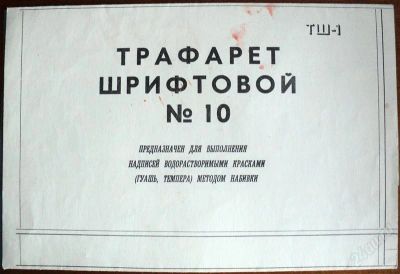 ТШ-1
ТРАФАРЕТ
ШРИФТОВОЙ
№ 10
ПРЕДНАЗНАЧЕН ДЛЯ ВЫПОЛНЕНИЯ
НАДПИСЕЙ ВОДОРАСТВОРИМЫМИ КРАСКАМИ
(ГУАШЬ, ТЕМПЕРА) МЕТОДОМ НАБИВКИ